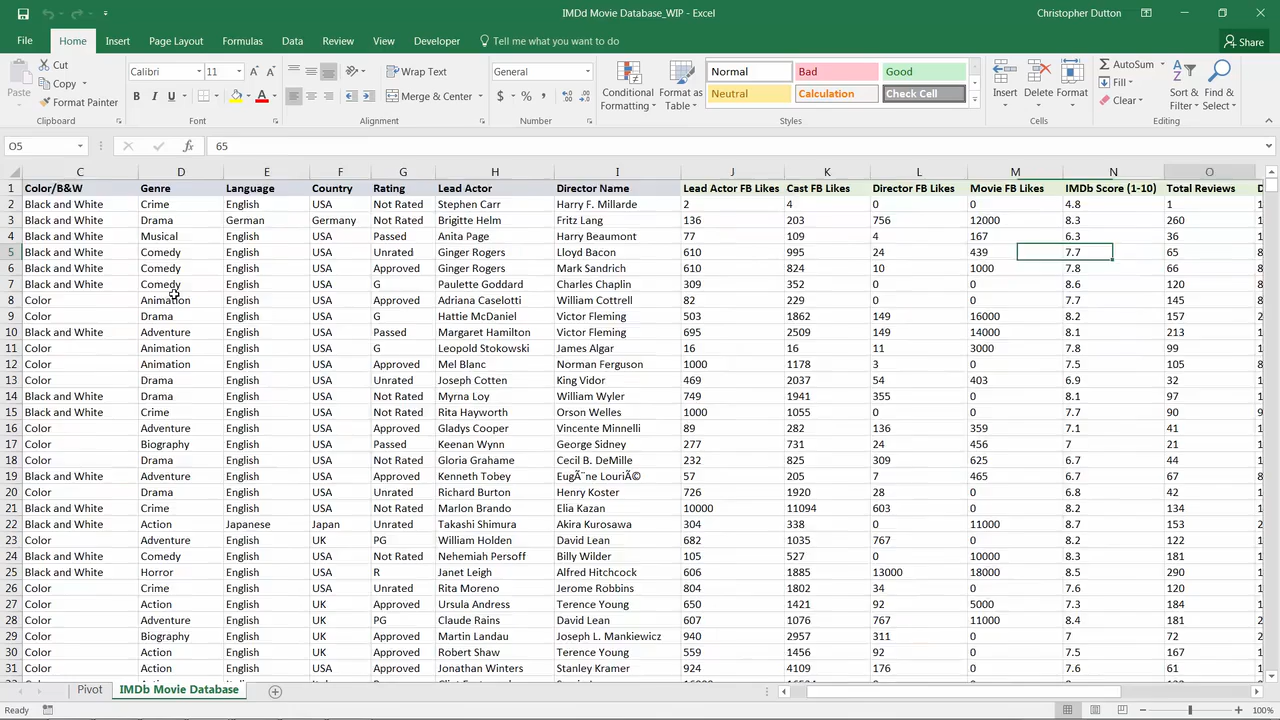 IMDd Movie Database_WIP - Excel
Christopher Dutton
File Home Insert Page Layout Formulas Data Review View Developer Tell me what you want to do Share
Paste Cut Copy Format Painter Clipboard
Calibri 11 B I U A Font
Wrap Text Merge & Center Alignment
General $ % , Number
Conditional Formatting Format as Table Normal Bad Good Neutral Calculation Check Cell Styles
Insert Delete Format Cells
AutoSum Fill Clear Sort & Filter Find & Select Editing
O5 fx 65
C D E F G H I J K L M N O
1 Color/B&W Genre Language Country Rating Lead Actor Director Name Lead Actor FB Likes Cast FB Likes Director FB Likes Movie FB Likes IMDb Score (1-10) Total Reviews D
2 Black and White Crime English USA Not Rated Stephen Carr Harry F. Millarde 2 4 0 0 4.8 1 1
3 Black and White Drama German Germany Not Rated Brigitte Helm Fritz Lang 136 203 756 12000 8.3 260 1
4 Black and White Musical English USA Passed Anita Page Harry Beaumont 77 109 4 167 6.3 36 1
5 Black and White Comedy English USA Unrated Ginger Rogers Lloyd Bacon 610 995 24 439 7.7 65 8
6 Black and White Comedy English USA Approved Ginger Rogers Mark Sandrich 610 824 10 1000 7.8 66 8
7 Black and White Comedy English USA G Paulette Goddard Charles Chaplin 309 352 0 0 8.6 120 8
8 Color Animation English USA Approved Adriana Caselotti William Cottrell 82 229 0 0 7.7 145 8
9 Color Drama English USA G Hattie McDaniel Victor Fleming 503 1862 149 16000 8.2 157 2
10 Black and White Adventure English USA Passed Margaret Hamilton Victor Fleming 695 2509 149 14000 8.1 213 1
11 Color Animation English USA G Leopold Stokowski James Algar 16 16 11 3000 7.8 99 1
12 Color Animation English USA Approved Mel Blanc Norman Ferguson 1000 1178 3 0 7.5 105 8
13 Color Drama English USA Unrated Joseph Cotten King Vidor 469 2037 54 403 6.9 32 1
14 Black and White Drama English USA Not Rated Myrna Loy William Wyler 749 1941 355 0 8.1 97 1
15 Black and White Crime English USA Not Rated Rita Hayworth Orson Welles 1000 1055 0 0 7.7 90 9
16 Color Adventure English USA Approved Gladys Cooper Vincente Minnelli 89 282 136 359 7.1 41 1
17 Color Biography English USA Passed Keenan Wynn George Sidney 277 731 24 456 7 21 1
18 Color Drama English USA Not Rated Gloria Grahame Cecil B. DeMille 232 825 309 625 6.7 44 1
19 Black and White Adventure English USA Approved Kenneth Tobey EugÃ¨ne LouriÃ© 57 205 7 465 6.7 67 8
20 Color Drama English USA Unrated Richard Burton Henry Koster 726 1920 28 0 6.8 42 1
21 Black and White Crime English USA Not Rated Marlon Brando Elia Kazan 10000 11094 603 0 8.2 134 1
22 Black and White Action Japanese Japan Unrated Takashi Shimura Akira Kurosawa 304 338 0 11000 8.7 153 2
23 Color Adventure English UK PG William Holden David Lean 682 1035 767 0 8.2 122 1
24 Black and White Comedy English USA Not Rated Nehemiah Persoff Billy Wilder 105 527 0 10000 8.3 181 1
25 Black and White Horror English USA R Janet Leigh Alfred Hitchcock 606 1885 13000 18000 8.5 290 1
26 Color Crime English USA Unrated Rita Moreno Jerome Robbins 804 1802 34 0 7.6 120 1
27 Color Action English UK Approved Ursula Andress Terence Young 650 1421 92 5000 7.3 184 1
28 Color Adventure English UK PG Claude Rains David Lean 607 1076 767 11000 8.4 181 2
29 Color Biography English UK Approved Martin Landau Joseph L. Mankiewicz 940 2957 311 0 7 72 2
30 Color Action English UK Approved Robert Shaw Terence Young 559 1456 92 0 7.5 167 1
31 Color Action English USA Approved Jonathan Winters Stanley Kramer 924 4109 176 0 7.6 61 1
Pivot IMDb Movie Database
Ready 100%